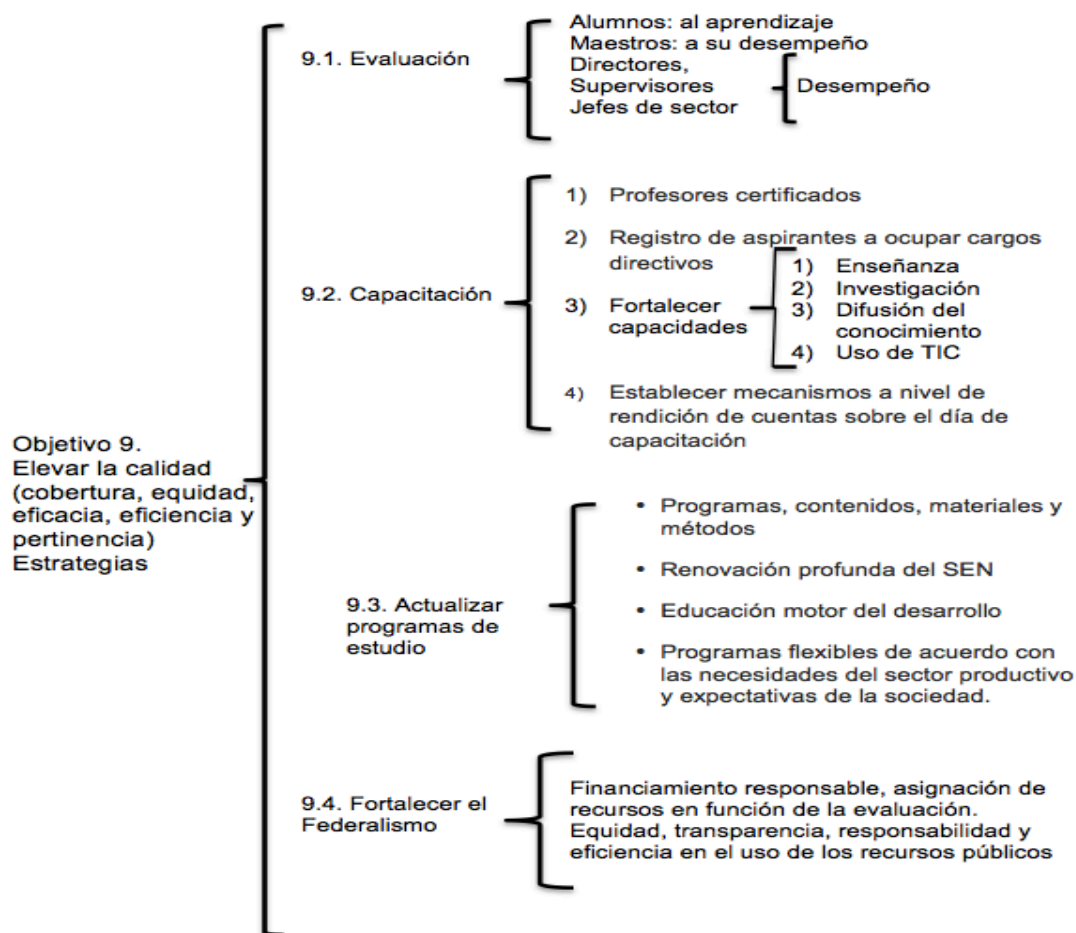 Objetivo 9.
Elevar la calidad
(cobertura, equidad,
eficacia, eficiencia y
pertinencia)
Estrategias
9.1. Evaluación
Alumnos: al aprendizaje
Maestros: a su desempeño
Directores,
Supervisores
Jefes de sector
Desempeño
9.2. Capacitación
1) Profesores certificados
2) Registro de aspirantes a ocupar cargos
directivos
3) Fortalecer
capacidades
1) Enseñanza
2) Investigación
3) Difusión del
conocimiento
4) Uso de TIC
4) Establecer mecanismos a nivel de
rendición de cuentas sobre el día de
capacitación
9.3. Actualizar
programas de
estudio
• Programas, contenidos, materiales y
métodos
• Renovación profunda del SEN
• Educación motor del desarrollo
• Programas flexibles de acuerdo con
las necesidades del sector productivo
y expectativas de la sociedad.
9.4. Fortalecer el
Federalismo
Financiamiento responsable, asignación de
recursos en función de la evaluación.
Equidad, transparencia, responsabilidad y
eficiencia en el uso de los recursos públicos